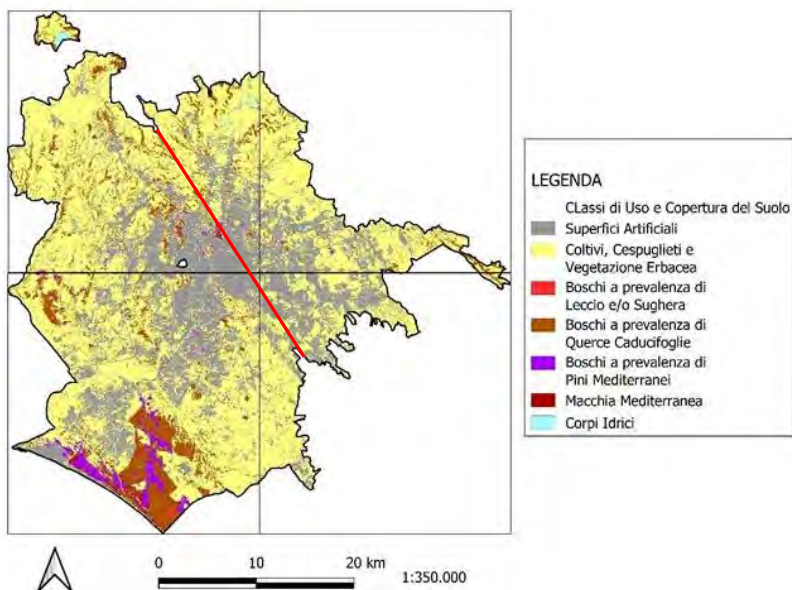 LEGENDA
CLassi di Uso e Copertura del Suolo
Superfici Artificiali
Coltivi, Cespuglieti e
Vegetazione Erbacea
Boschi a prevalenza di
Leccio e/o Sughera
Boschi a prevalenza di
Querce Caducifoglie
Boschi a prevalenza di
Pini Mediterranei
Macchia Mediterranea
Corpi Idrici
0 10 20 km
1:350.000